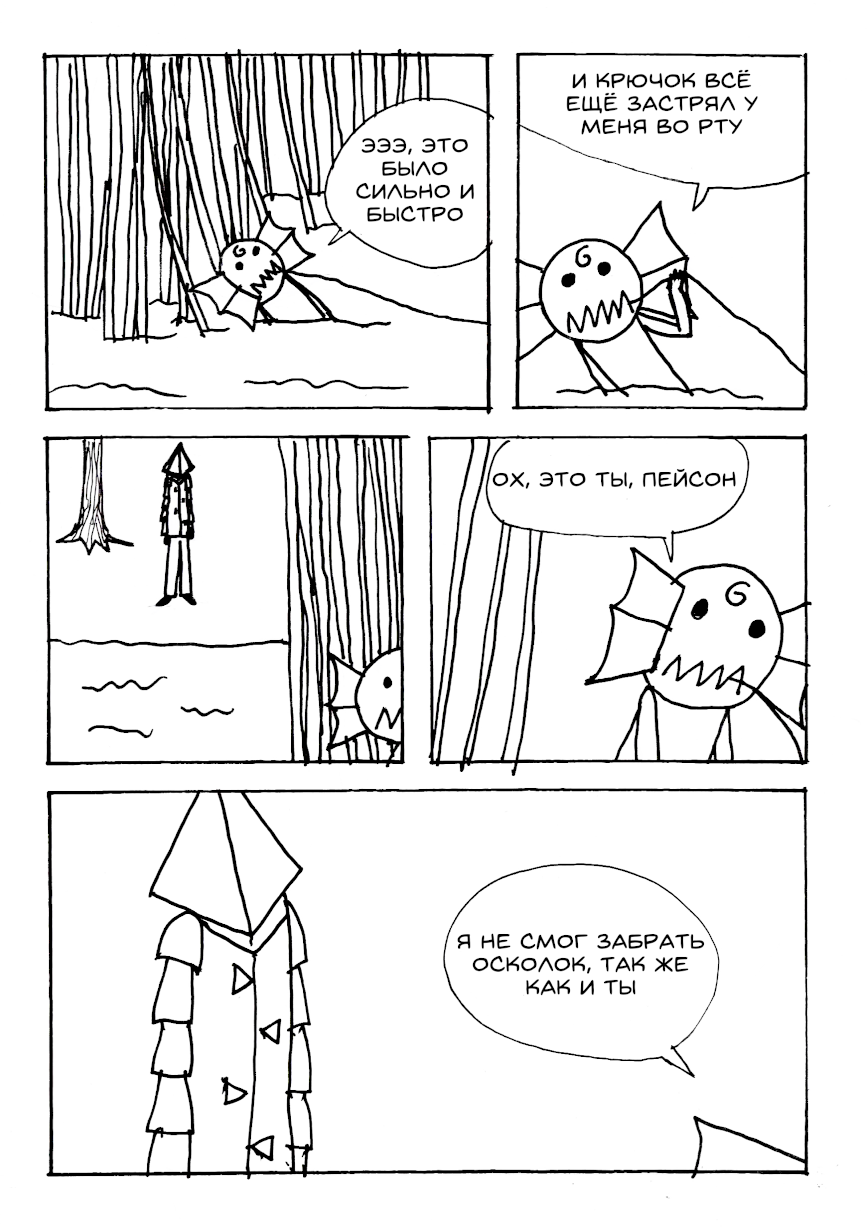 ЭЭЭ, ЭТО
БЫЛО
СИЛЬНО И
БЫСТРО
И КРЮЧОК ВСЁ
ЕЩЁ ЗАСТРЯЛ У
МЕНЯ ВО РТУ
ОХ, ЭТО ТЫ, ПЕЙСОН
Я НЕ СМОГ ЗАБРАТЬ
ОСКОЛОК, ТАК ЖЕ
КАК И ТЫ